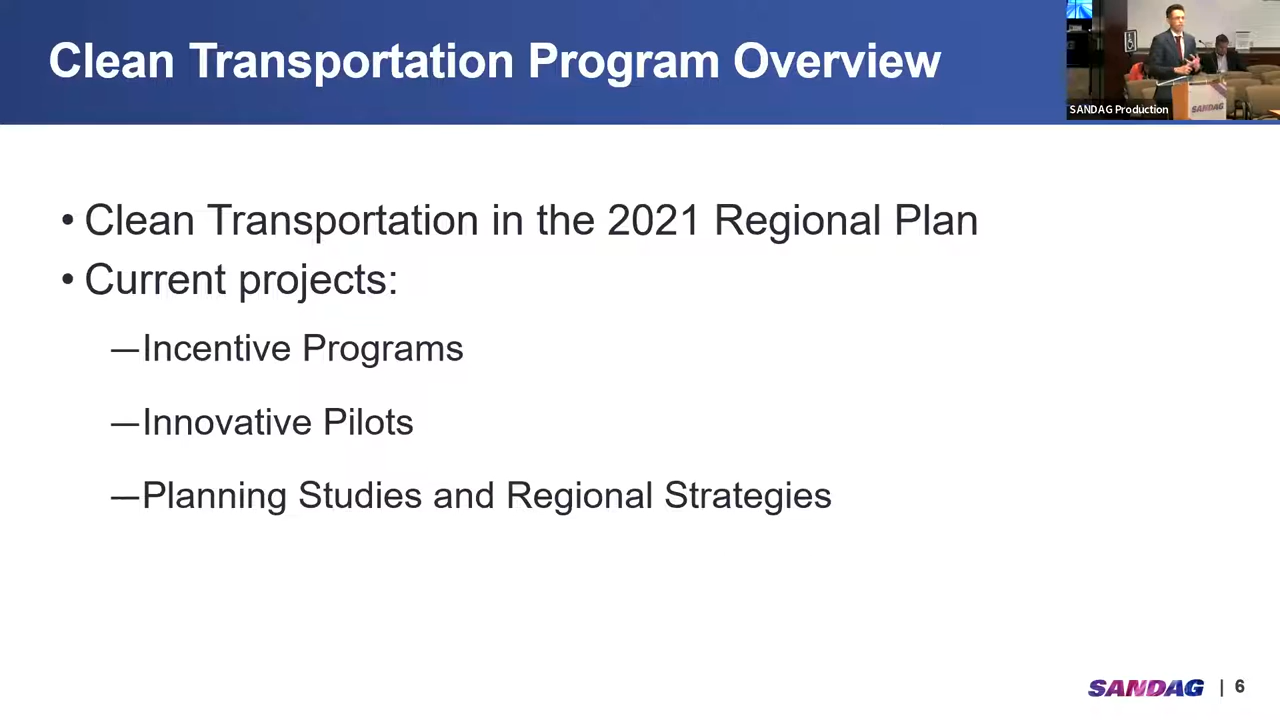 Clean Transportation Program Overview
SANDAG
SANDAG Production
• Clean Transportation in the 2021 Regional Plan
• Current projects:
—Incentive Programs
—Innovative Pilots
—Planning Studies and Regional Strategies
SANDAG | 6